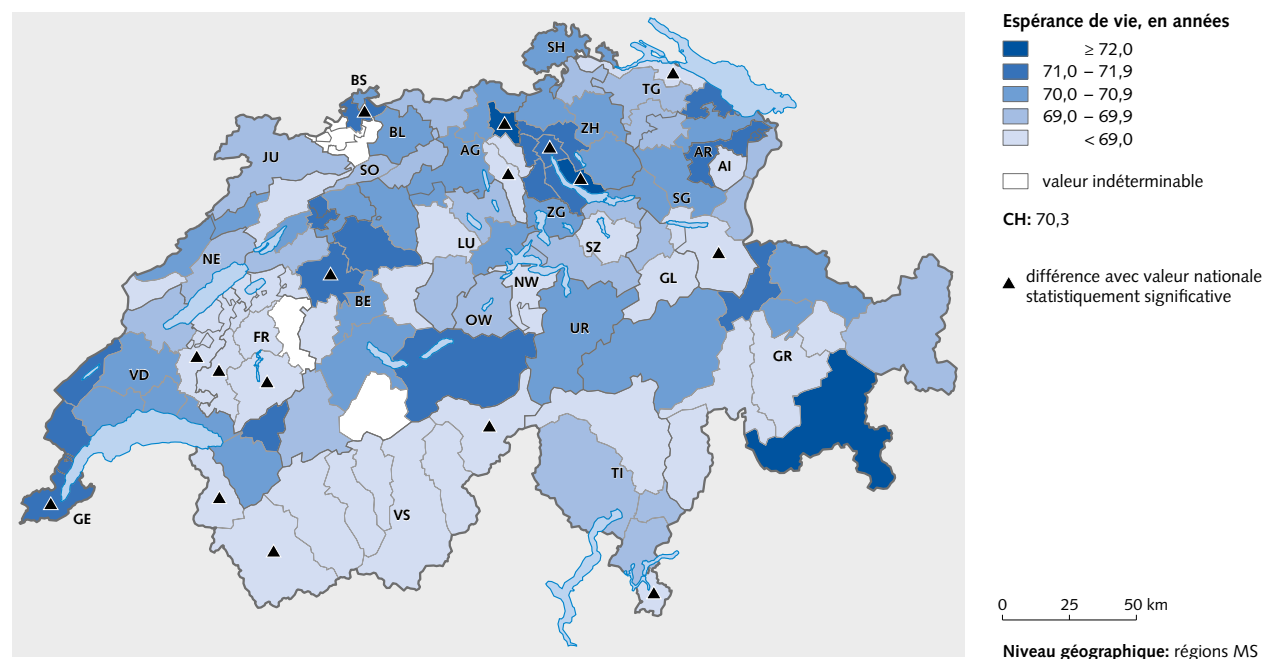 SH
BS
TG
BL
ZH
AG
JU
AR
AI
SO
SG
ZG
LU
SZ
NE
NW
GL
BE
OW
UR
FR
GR
VD
TI
VS
GE
Espérance de vie, en années
≥ 72,0
71,0 – 71,9
70,0 – 70,9
69,0 – 69,9
< 69,0
valeur indéterminable
CH: 70,3
différence avec valeur nationale
statistiquement significative
0 25 50 km
Niveau géographique: régions MS